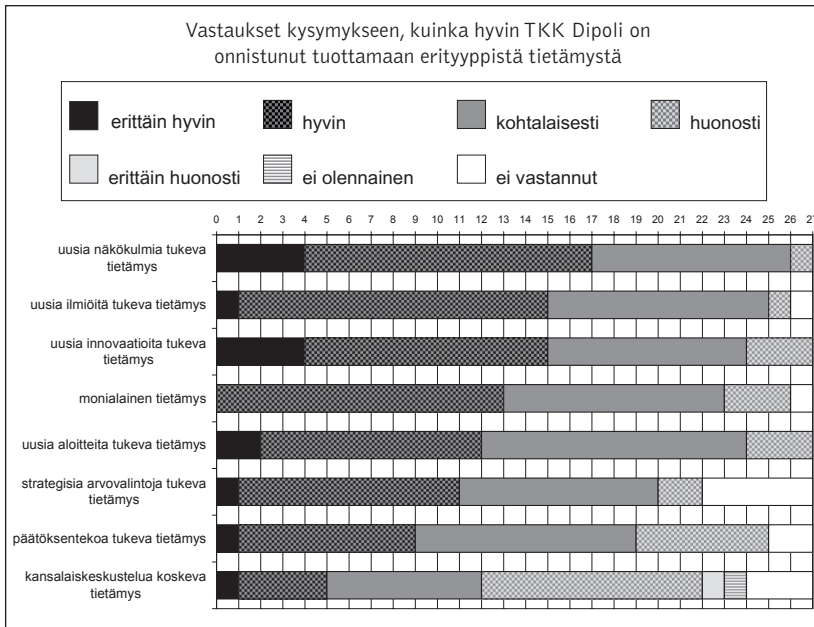 Vastaukset kysymykseen, kuinka hyvin TKK Dipoli on
onnistunut tuottamaan erityyppistä tietämystä
erittäin hyvin
hyvin
kohtalaisesti
huonosti
erittäin huonosti
ei olennainen
ei vastannut
0 1 2 3 4 5 6 7 8 9 10 11 12 13 14 15 16 17 18 19 20 21 22 23 24 25 26 27
uusia näkökulmia tukeva
tietämys
uusia ilmiöitä tukeva tietämys
uusia innovaatioita tukeva
tietämys
monialainen tietämys
uusia aloitteita tukeva tietämys
strategisia arvovalintoja tukeva
tietämys
päätöksentekoa tukeva tietämys
kansalaiskeskustelua koskeva
tietämys